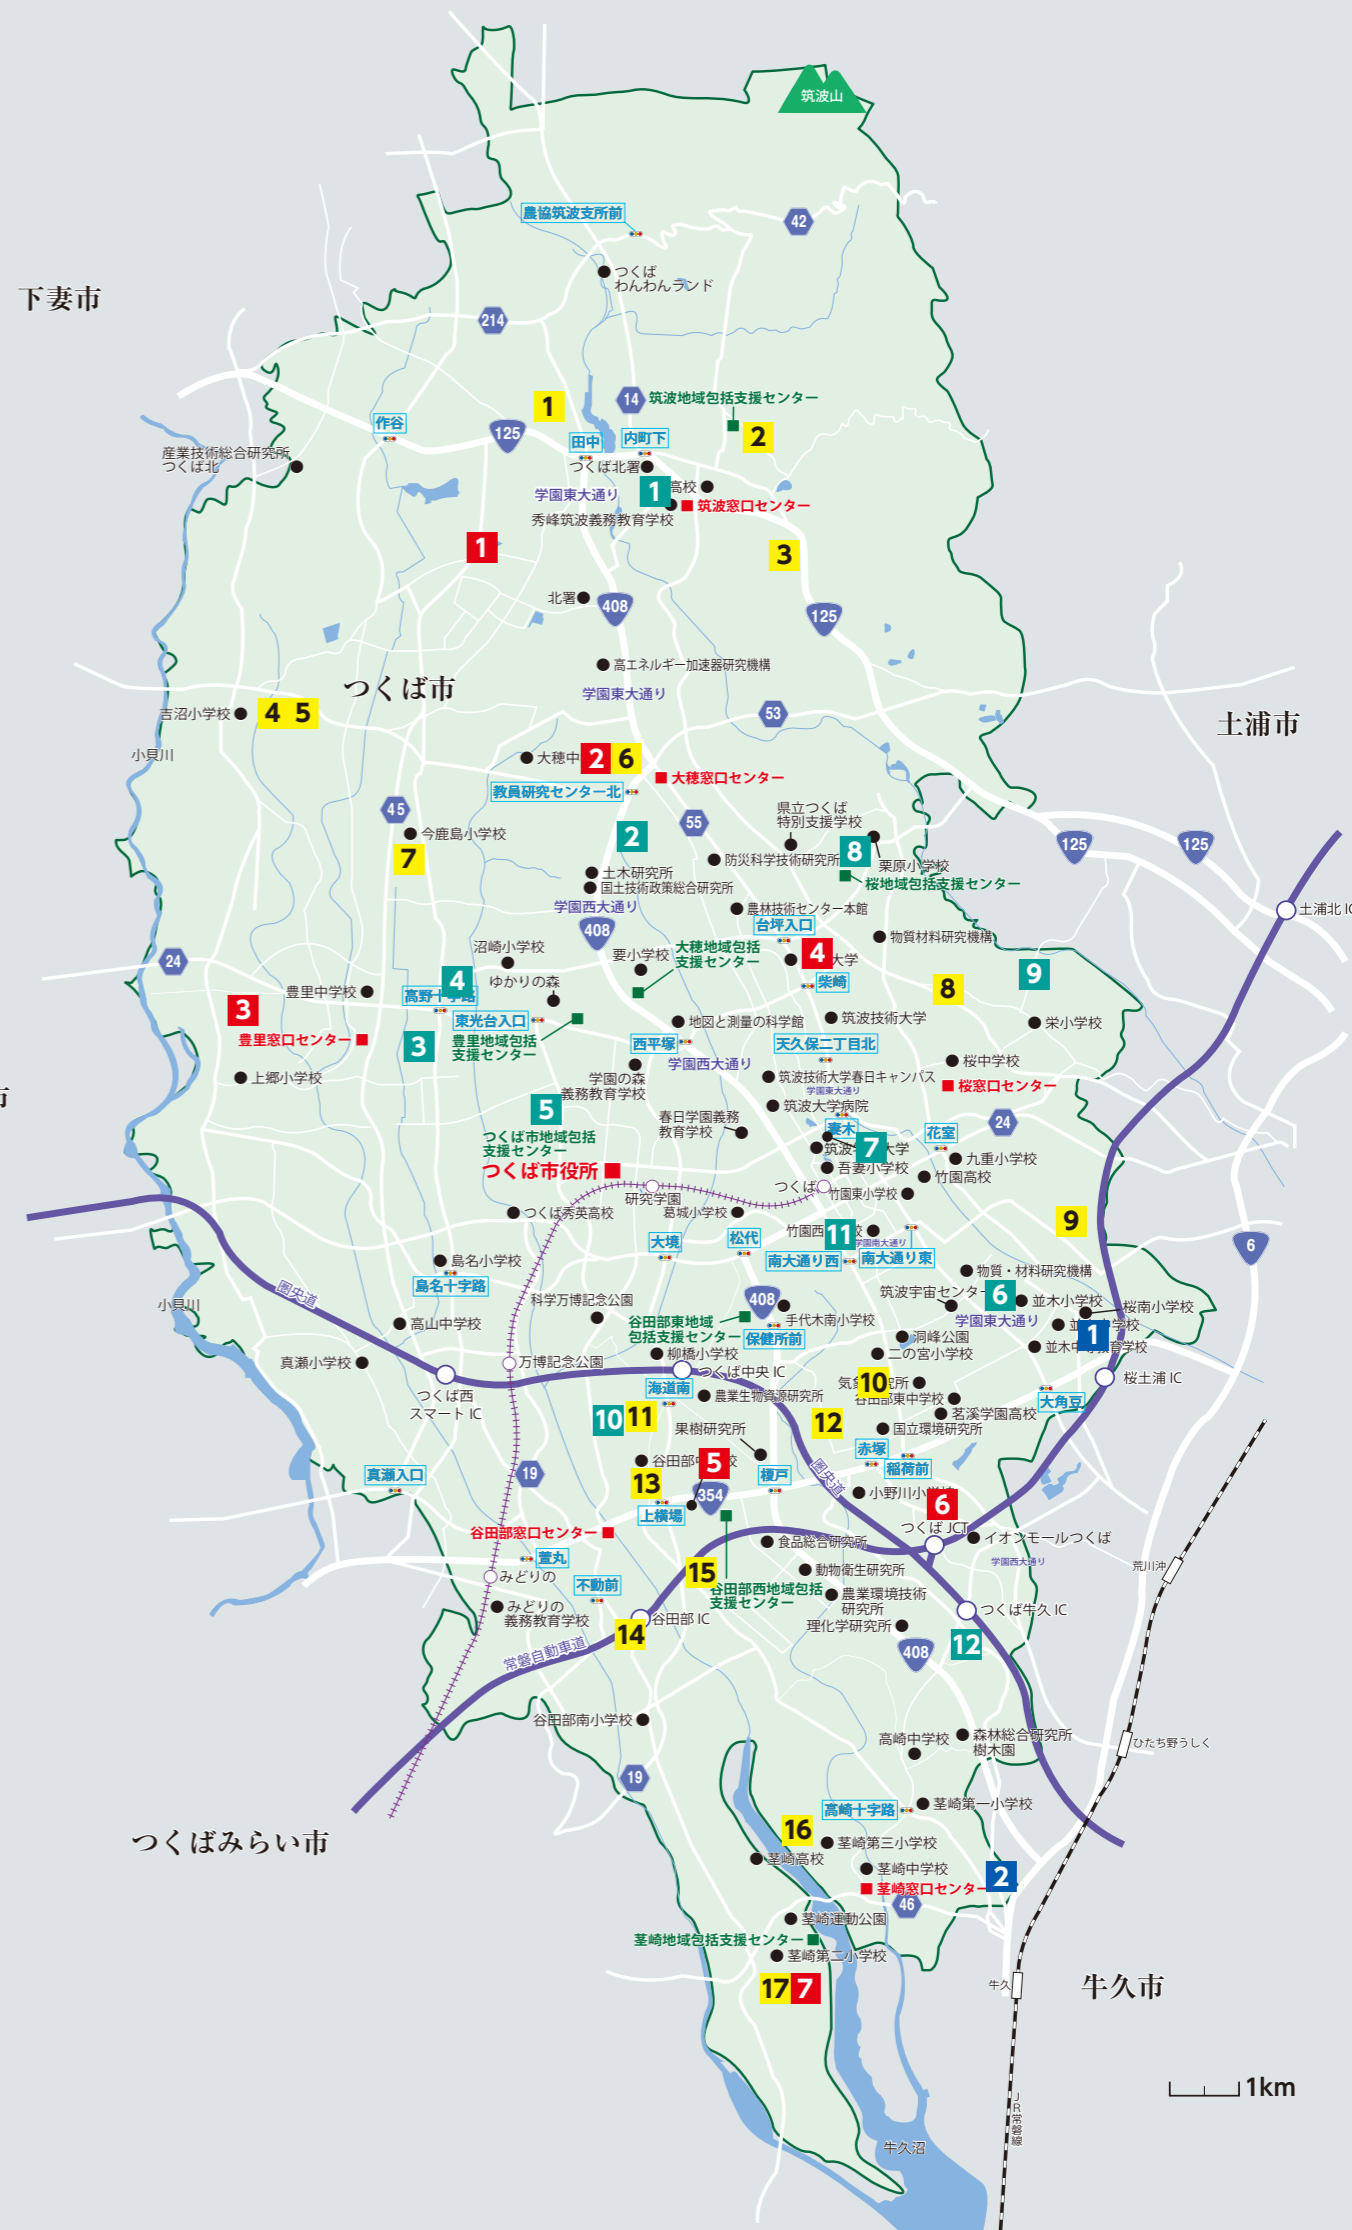 筑波山
農協筑波支所前
42
つくば
わんわんランド
下妻市
214
14
筑波地域包括支援センター
1
2
作谷
125
田中
内町下
産業技術総合研究所
つくば北
つくば北署
高校
学園東大通り
1
筑波窓口センター
秀峰筑波義務教育学校
1
3
北署
408
125
高エネルギー加速器研究機構
つくば市
学園東大通り
吉沼小学校
4 5
53
土浦市
小貝川
大穂中
2
6
大穂窓口センター
教員研究センター北
45
今鹿島小学校
7
55
2
県立つくば
特別支援学校
8
125
125
防災科学技術研究所
栗原小学校
土木研究所
国土技術政策総合研究所
桜地域包括支援センター
学園西大通り
農林技術センター本館
土浦北 IC
408
台坪入口
物質材料研究機構
沼崎小学校
要小学校
大穂地域包括
支援センター
4
大学
24
4
ゆかりの森
柴崎
9
豊里中学校
高野十字路
8
3
東光台入口
地図と測量の科学館
筑波技術大学
栄小学校
豊里窓口センター
3
豊里地域包括
支援センター
西平塚
天久保二丁目北
学園西大通り
桜中学校
上郷小学校
学園の森
義務教育学校
筑波技術大学春日キャンパス
桜窓口センター
学園東大通り
5
筑波大学病院
春日学園義務
教育学校
24
つくば市地域包括
支援センター
妻木
花室
7
筑波
大学
九重小学校
つくば市役所
吾妻小学校
竹園高校
研究学園
つくば
竹園東小学校
つくば秀英高校
葛城小学校
9
竹園西
校
11
大境
松代
学園南大通り
6
島名小学校
南大通り西
南大通り東
島名十字路
物質・材料研究機構
圏央道
科学万博記念公園
筑波宇宙センター
6
並木小学校
小貝川
408
手代木南小学校
桜南小学校
高山中学校
谷田部東地域
包括支援センター
学園東大通り
1
保健所前
洞峰公園
真瀬小学校
万博記念公園
柳橋小学校
二の宮小学校
つくば中央 IC
桜土浦 IC
つくば西
スマート IC
海道南
農業生物資源研究所
10
谷田部東中学校
大角豆
10
11
12
茗溪学園高校
果樹研究所
国立環境研究所
赤塚
稲荷前
5
真瀬入口
19
13
榎戸
圏央道
354
小野川小学校
6
上横場
谷田部窓口センター
つくば JCT
食品総合研究所
イオンモールつくば
萱丸
学園西大通り
荒川沖
15
みどりの
不動前
動物衛生研究所
谷田部西地域包括
支援センター
みどりの
義務教育学校
農業環境技術
研究所
谷田部 IC
つくば牛久 IC
理化学研究所
14
12
常磐自動車道
408
谷田部南小学校
高崎中学校
森林総合研究所
樹木園
ひたち野うしく
19
高崎十字路
茎崎第一小学校
つくばみらい市
16
茎崎第三小学校
茎崎高校
茎崎中学校
2
茎崎窓口センター
46
茎崎運動公園
茎崎地域包括支援センター
茎崎第二小学校
17
7
牛久
牛久市
1km
JR常磐線
牛久沼